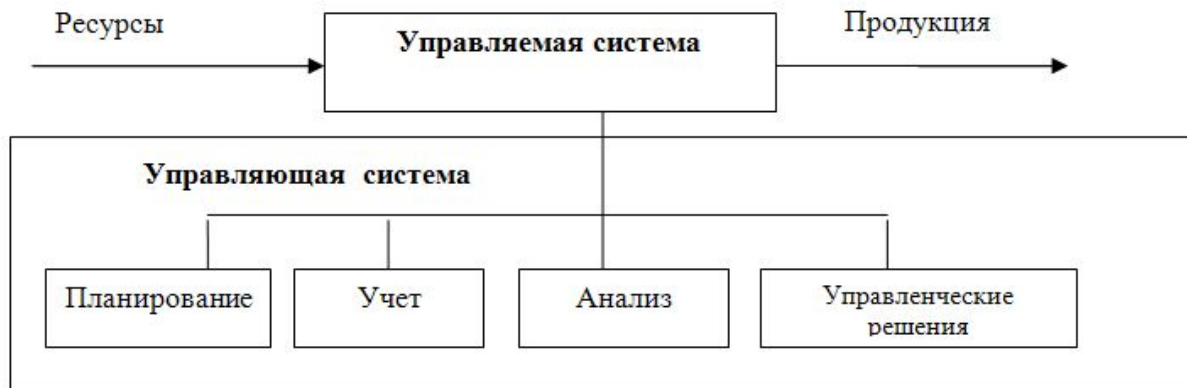 Ресурсы
Управляемая система
Продукция
Управляющая система
Планирование
Учет
Анализ
Управленческие
решения